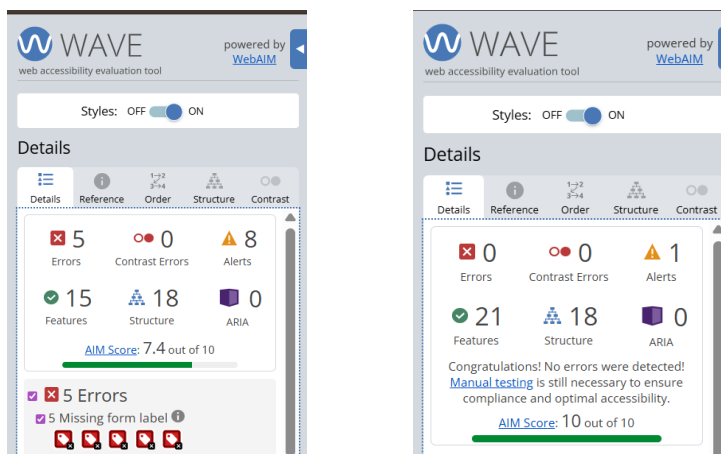 WAVE
powered by
WebAIM
web accessibility evaluation tool
Styles: OFF ON
Details
Details Reference Order Structure Contrast
5 0 8
Errors Contrast Errors Alerts
15 18 0
Features Structure ARIA
AIM Score: 7.4 out of 10
5 Errors
5 Missing form label
WAVE
powered by
WebAIM
web accessibility evaluation tool
Styles: OFF ON
Details
Details Reference Order Structure Contrast
0 0 1
Errors Contrast Errors Alerts
21 18 0
Features Structure ARIA
Congratulations! No errors were detected!
Manual testing is still necessary to ensure
compliance and optimal accessibility.
AIM Score: 10 out of 10